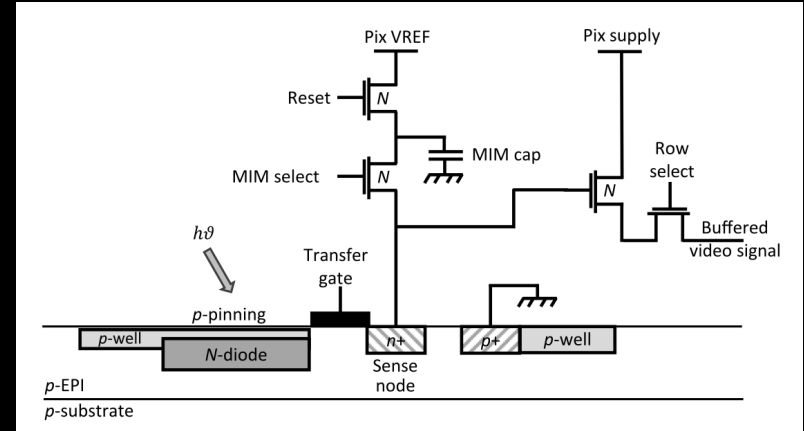 Pix VREF
Pix supply
Reset
N
MIM cap
MIM select
N
Row
select
N
Buffered
video signal
hϑ
Transfer
gate
p-pinning
p-well
N-diode
n+
p+
p-well
Sense
node
p-EPI
p-substrate